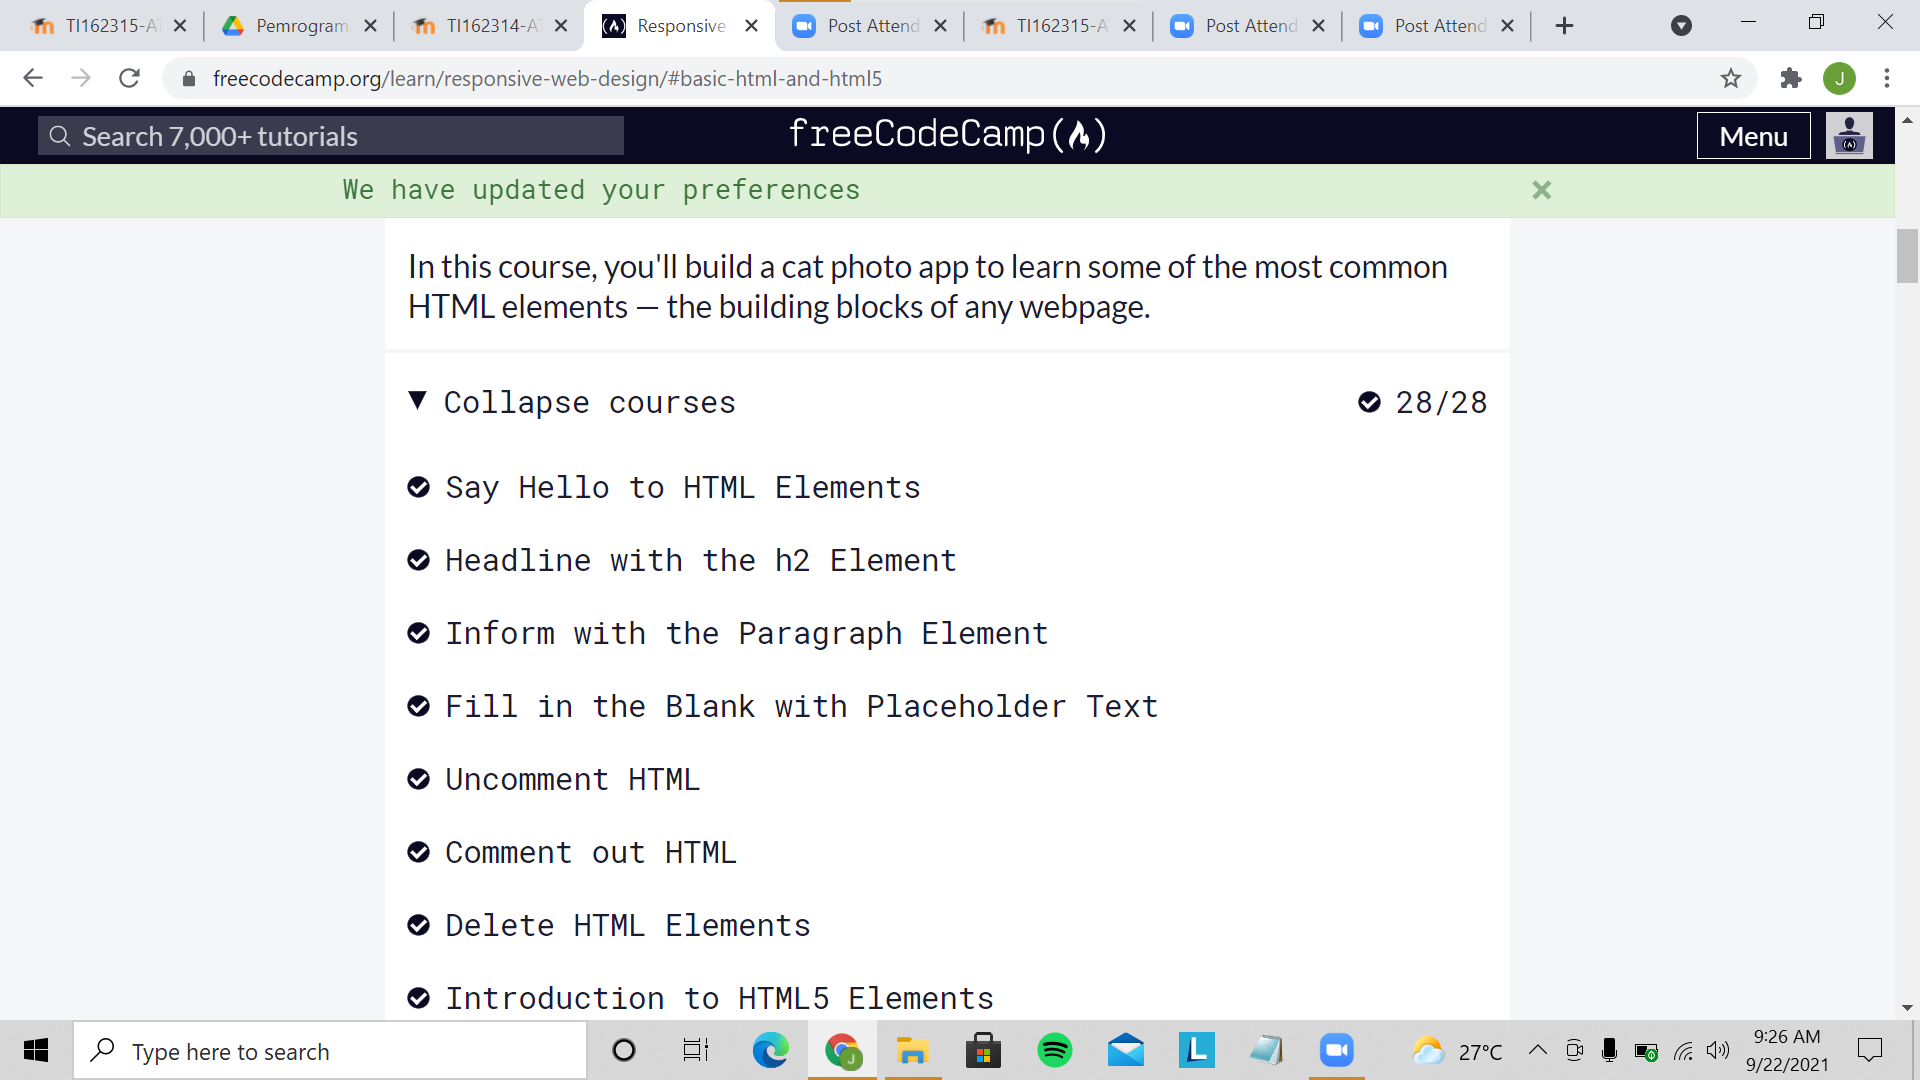 TI162315-A
Pemrogram
TI162314-A
Responsive
Post Attend
TI162315-A
Post Attend
Post Attend
freecodecamp.org/learn/responsive-web-design/#basic-html-and-html5
J
Search 7,000+ tutorials
freeCodeCamp
Menu
We have updated your preferences
In this course, you'll build a cat photo app to learn some of the most common
HTML elements — the building blocks of any webpage.
Collapse courses
28/28
Say Hello to HTML Elements
Headline with the h2 Element
Inform with the Paragraph Element
Fill in the Blank with Placeholder Text
Uncomment HTML
Comment out HTML
Delete HTML Elements
Introduction to HTML5 Elements
Type here to search
J
L
27°C
9:26 AM
9/22/2021